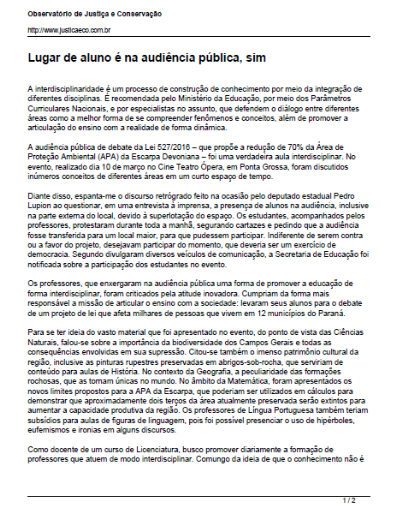 Observatório de Justiça e Conservação
http://www.justicaeco.com.br
Lugar de aluno é na audiência pública, sim
A interdisciplinaridade é um processo de construção de conhecimento por meio da integração de
diferentes disciplinas. É recomendada pelo Ministério da Educação, por meio dos Parâmetros
Curriculares Nacionais, e por especialistas no assunto, que defendem o diálogo entre diferentes
áreas como a melhor forma de se compreender fenômenos e conceitos, além de promover a
articulação do ensino com a realidade de forma dinâmica.
A audiência pública de debate da Lei 527/2016 – que propõe a redução de 70% da Área de
Proteção Ambiental (APA) da Escarpa Devoniana – foi uma verdadeira aula interdisciplinar. No
evento, realizado dia 10 de março no Cine Teatro Ópera, em Ponta Grossa, foram discutidos
inúmeros conceitos de diferentes áreas em um curto espaço de tempo.
Diante disso, espanta-me o discurso retrógrado feito na ocasião pelo deputado estadual Pedro
Lupion ao questionar, em uma entrevista à imprensa, a presença de alunos na audiência, inclusive
na parte externa do local, devido à superlotação do espaço. Os estudantes, acompanhados pelos
professores, protestaram durante toda a manhã, segurando cartazes e pedindo que a audiência
fosse transferida para um local maior, para que pudessem participar. Indiferente de serem contra
ou a favor do projeto, desejavam participar do momento, que deveria ser um exercício de
democracia. Segundo divulgaram diversos veículos de comunicação, a Secretaria de Educação foi
notificada sobre a participação dos estudantes no evento.
Os professores, que enxergaram na audiência pública uma forma de promover a educação de
forma interdisciplinar, foram criticados pela atitude inovadora. Cumpriam da forma mais
responsável a missão de articular o ensino com a sociedade: levaram seus alunos para o debate
de um projeto de lei que afeta milhares de pessoas que vivem em 12 municípios do Paraná.
Para se ter ideia do vasto material que foi apresentado no evento, do ponto de vista das Ciências
Naturais, falou-se sobre a importância da biodiversidade dos Campos Gerais e todas as
consequências envolvidas em sua supressão. Citou-se também o imenso patrimônio cultural da
região, inclusive as pinturas rupestres preservadas em abrigos-sob-rocha, que serviriam de
conteúdo para aulas de História. No contexto da Geografia, a peculiaridade das formações
rochosas, que as tornam únicas no mundo. No âmbito da Matemática, foram apresentados os
novos limites propostos para a APA da Escarpa, que poderiam ser utilizados em cálculos para
demonstrar que aproximadamente dois terços da área atualmente preservada serão extintos para
aumentar a capacidade produtiva da região. Os professores de Língua Portuguesa também teriam
subsídios para aulas de figuras de linguagem, pois foi possível presenciar o uso de hipérboles,
eufemismos e ironias em alguns discursos.
Como docente de um curso de Licenciatura, busco promover diariamente a formação de
professores que atuem de modo interdisciplinar. Comungo da ideia de que o conhecimento não é
1 / 2